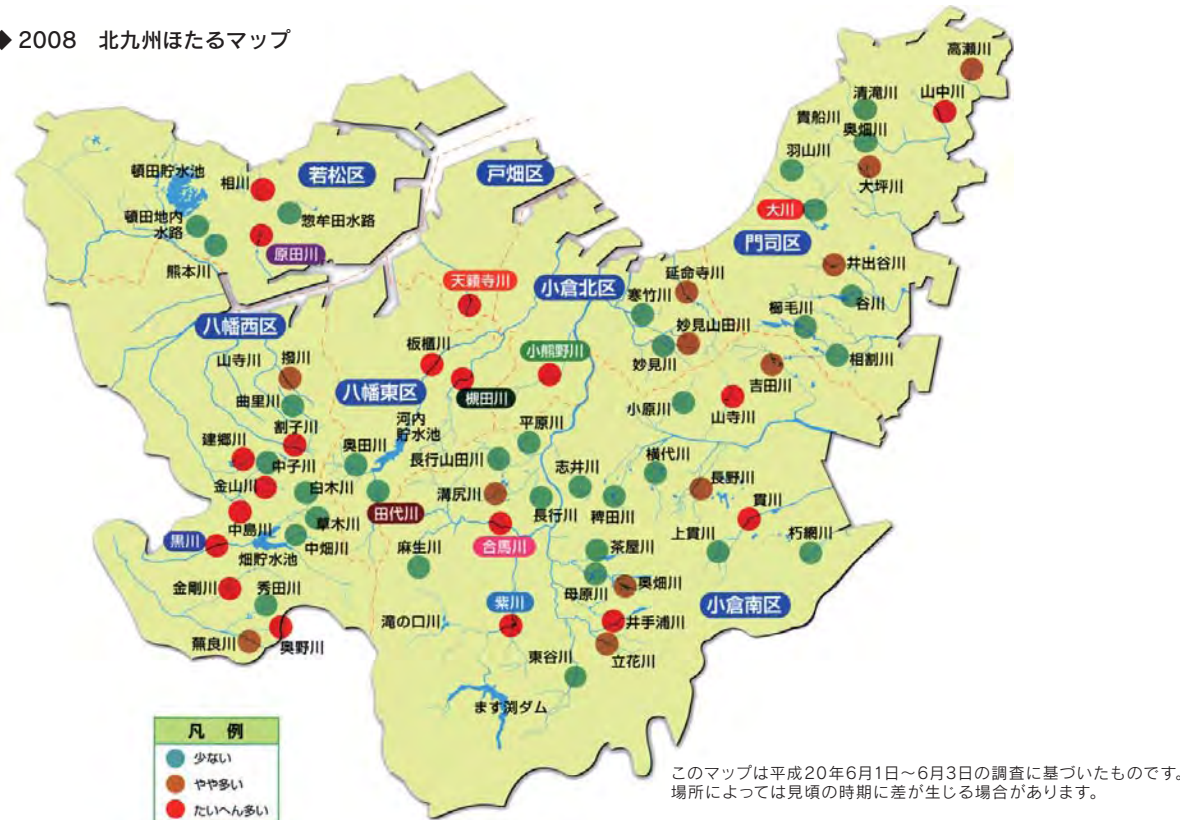 ◆ 2008 北九州ほたるマップ
高瀬川
清滝川
山中川
貴船川
奥畑川
羽山川
大坪川
大川
門司区
井出谷川
谷川
櫛毛川
相割川
延命寺川
寒竹川
妙見山田川
妙見川
吉田川
小原川
山寺川
若松区
戸畑区
頓田貯水池
相川
惣牟田水路
頓田地内
水路
原田川
熊本川
天籟寺川
小倉北区
八幡西区
板櫃川
小熊野川
山寺川
撥川
八幡東区
槻田川
曲里川
割子川
河内
貯水池
平原川
建郷川
中子川
奥田川
長行山田川
志井川
横代川
金山川
白木川
溝尻川
長野川
田代川
長行川
稗田川
貫川
中島川
草木川
合馬川
上貫川
朽網川
黒川
畑貯水池
中畑川
麻生川
茶屋川
母原川
奥畑川
金剛川
秀田川
紫川
小倉南区
滝の口川
井手浦川
蕪良川
奥野川
東谷川
立花川
ます渕ダム
凡 例
少ない
やや多い
たいへん多い
このマップは平成20年6月1日～6月3日の調査に基づいたものです。
場所によっては見頃の時期に差が生じる場合があります。